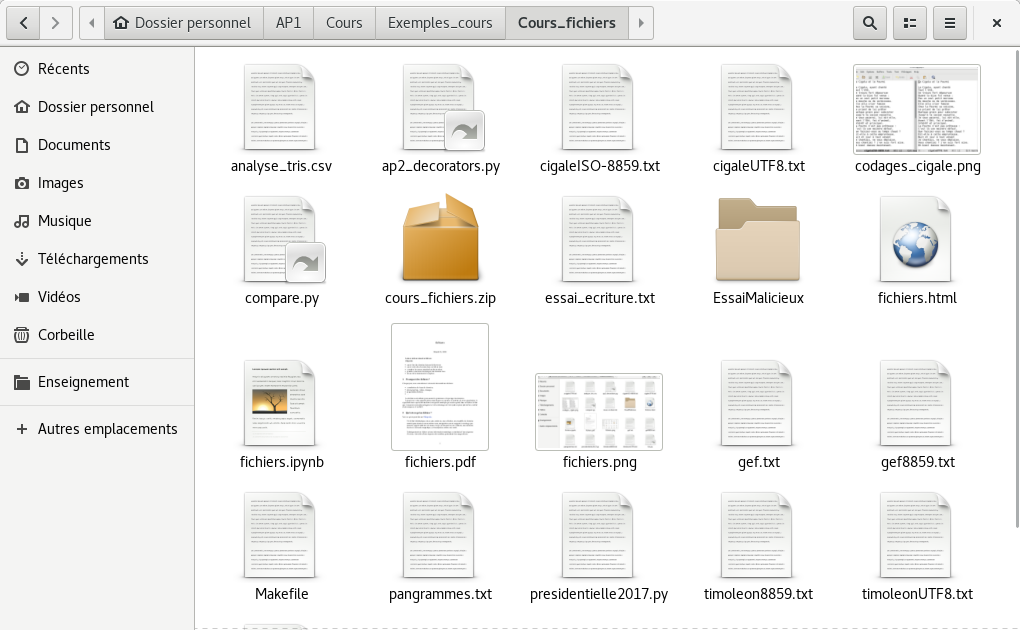 Dossier personnel AP1 Cours Exemples_cours Cours_fichiers
Récents
Dossier personnel
Documents
Images
Musique
Téléchargements
Vidéos
Corbeille
Enseignement
Autres emplacements
analyse_tris.csv ap2_decorators.py cigaleISO-8859.txt cigaleUTF8.txt codages_cigale.png
compare.py cours_fichiers.zip essai_ecriture.txt EssaiMalicieux fichiers.html
fichiers.ipynb fichiers.pdf fichiers.png gef.txt gef8859.txt
Makefile pangrammes.txt presidentielle2017.py timoleon8859.txt timoleonUTF8.txt